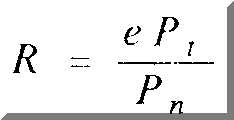 R = e P_t / P_n